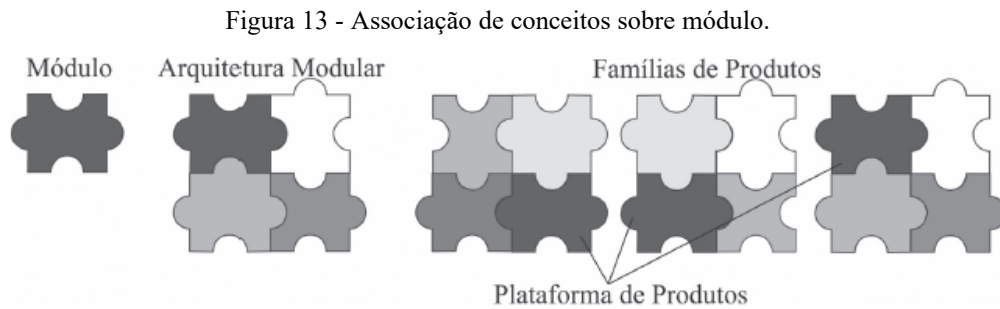 Figura 13 - Associação de conceitos sobre módulo.
Módulo
Arquitetura Modular
Famílias de Produtos
Plataforma de Produtos